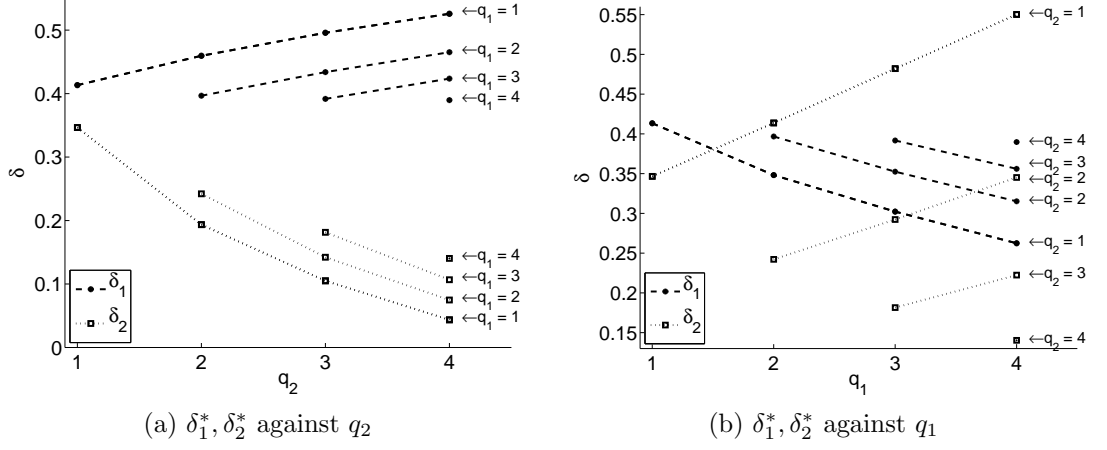 0.5
0.4
0.3
0.2
0.1
0
δ
1
2
3
4
q2
←q1 = 1
←q1 = 2
←q1 = 3
←q1 = 4
←q1 = 4
←q1 = 3
←q1 = 2
←q1 = 1
δ1
δ2
(a) δ1*, δ2* against q2
0.55
0.5
0.45
0.4
0.35
0.3
0.25
0.2
0.15
δ
1
2
3
4
q1
←q2 = 1
←q2 = 4
←q2 = 3
←q2 = 2
←q2 = 2
←q2 = 1
←q2 = 3
←q2 = 4
δ1
δ2
(b) δ1*, δ2* against q1